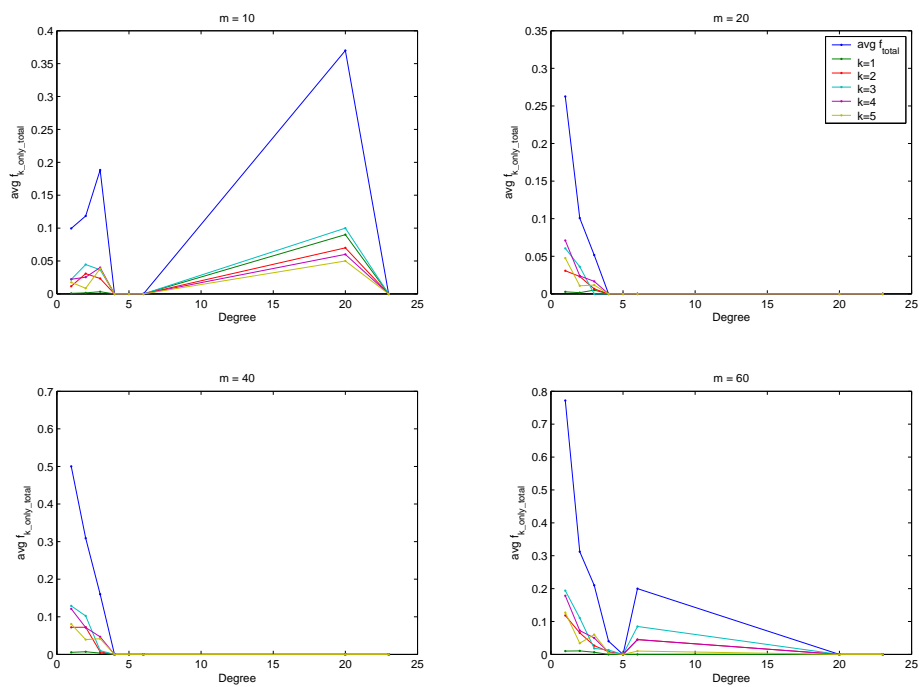 m = 10
0.4
0.35
0.3
0.25
0.2
0.15
0.1
0.05
0
0 5 10 15 20 25
Degree
avg f_k_only_total
m = 20
0.35
0.3
0.25
0.2
0.15
0.1
0.05
0
0 5 10 15 20 25
Degree
avg f_k_only_total
avg f_total
k=1
k=2
k=3
k=4
k=5
m = 40
0.7
0.6
0.5
0.4
0.3
0.2
0.1
0
0 5 10 15 20 25
Degree
avg f_k_only_total
m = 60
0.8
0.7
0.6
0.5
0.4
0.3
0.2
0.1
0
0 5 10 15 20 25
Degree
avg f_k_only_total